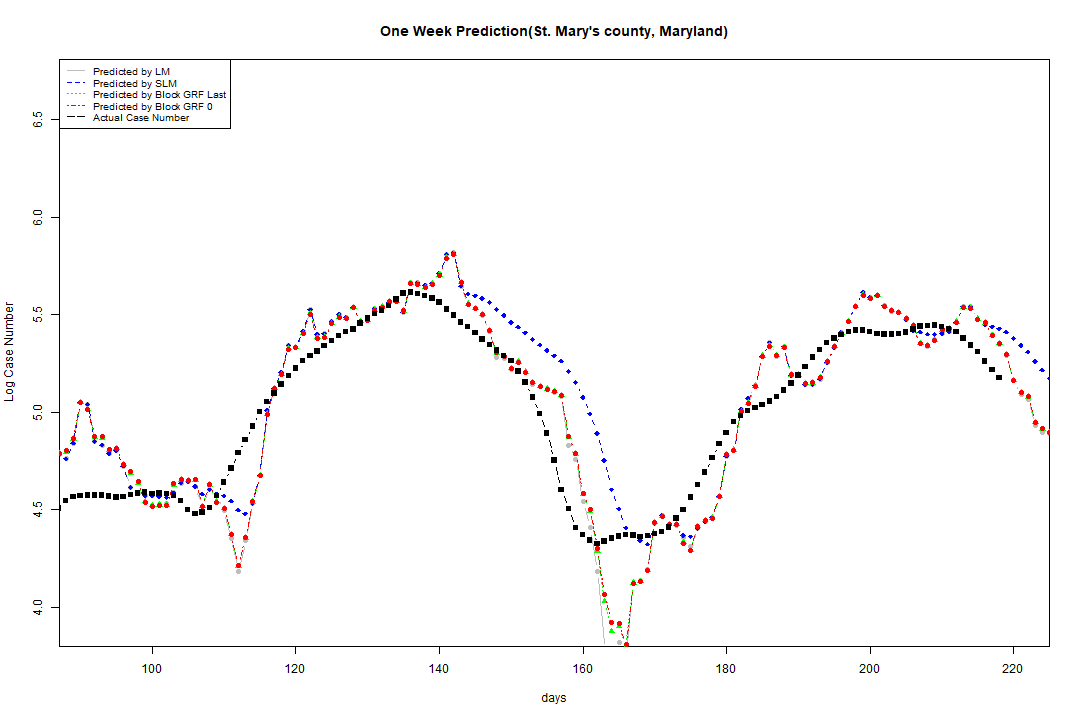 One Week Prediction(St. Mary's county, Maryland)
Predicted by LM
Predicted by SLM
Predicted by Block GRF Last
Predicted by Block GRF 0
Actual Case Number
6.5
6.0
5.5
5.0
4.5
4.0
Log Case Number
100 120 140 160 180 200 220
days